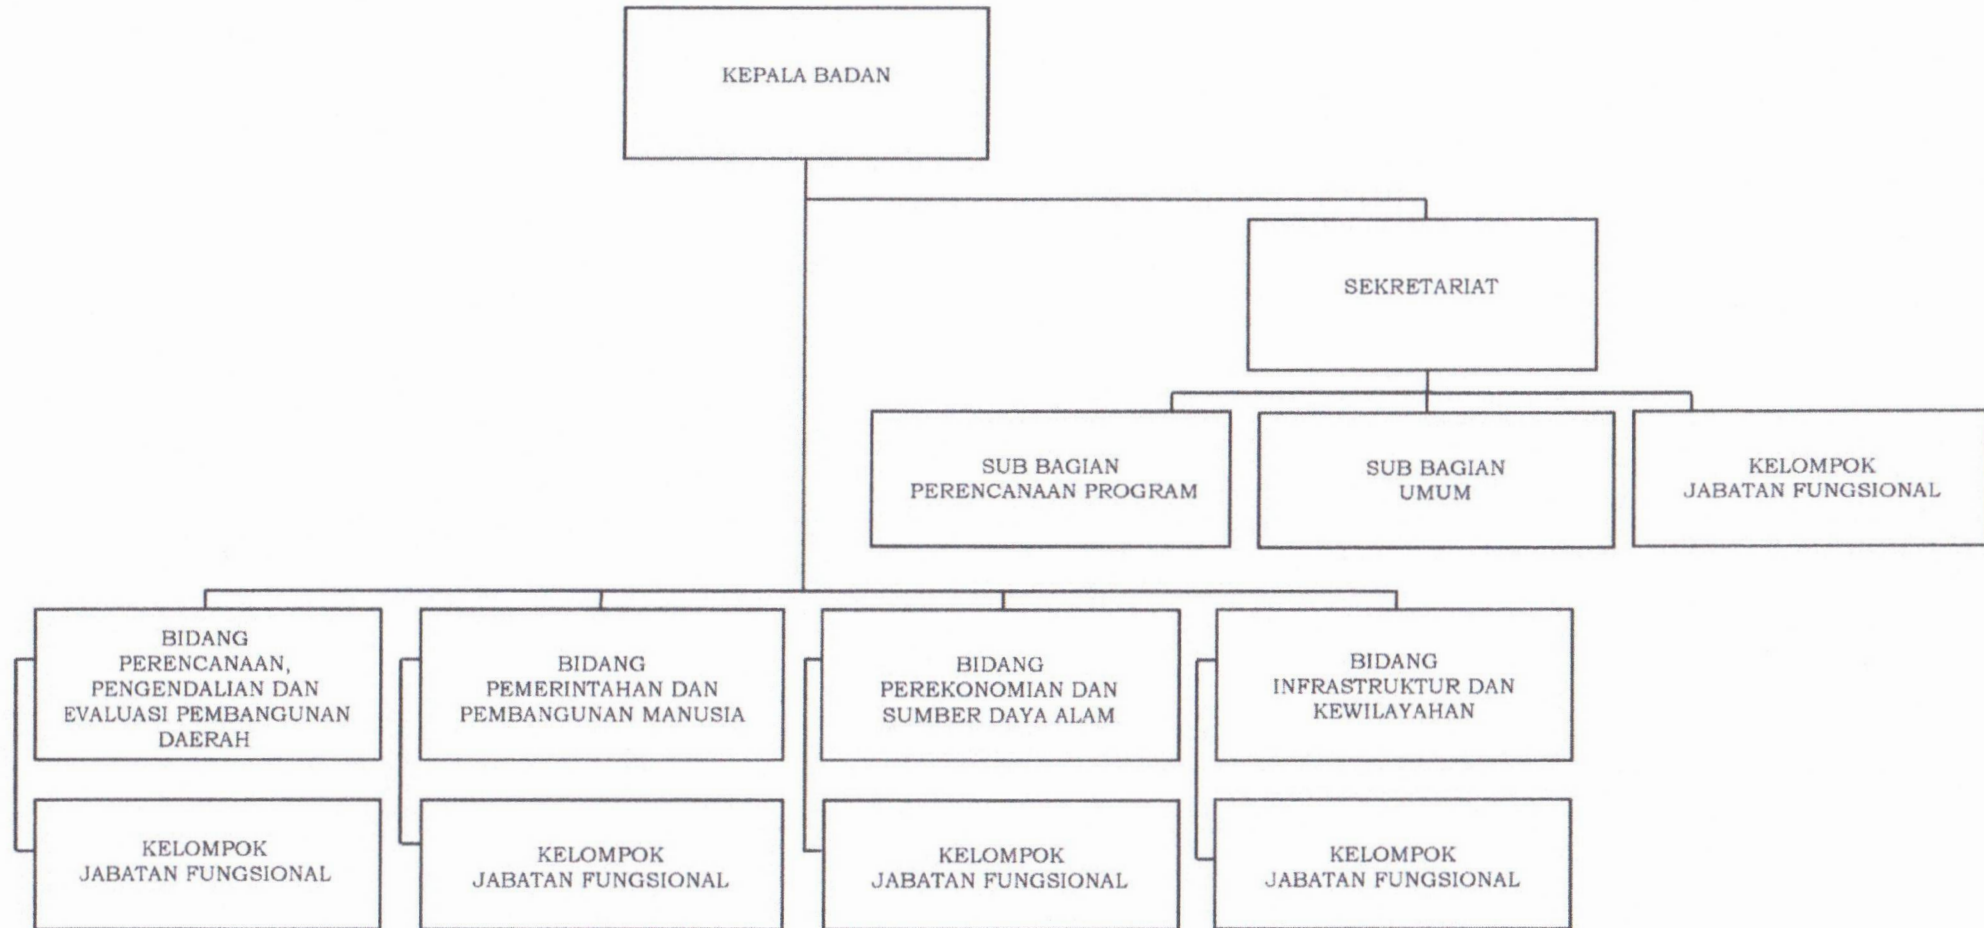 KEPALA BADAN
SEKRETARIAT
SUB BAGIAN
PERENCANAAN PROGRAM
SUB BAGIAN
UMUM
KELOMPOK
JABATAN FUNGSIONAL
BIDANG
PERENCANAAN,
PENGENDALIAN DAN
EVALUASI PEMBANGUNAN
DAERAH
BIDANG
PEMERINTAHAN DAN
PEMBANGUNAN MANUSIA
BIDANG
PEREKONOMIAN DAN
SUMBER DAYA ALAM
BIDANG
INFRASTRUKTUR DAN
KEWILAYAHAN
KELOMPOK
JABATAN FUNGSIONAL
KELOMPOK
JABATAN FUNGSIONAL
KELOMPOK
JABATAN FUNGSIONAL
KELOMPOK
JABATAN FUNGSIONAL